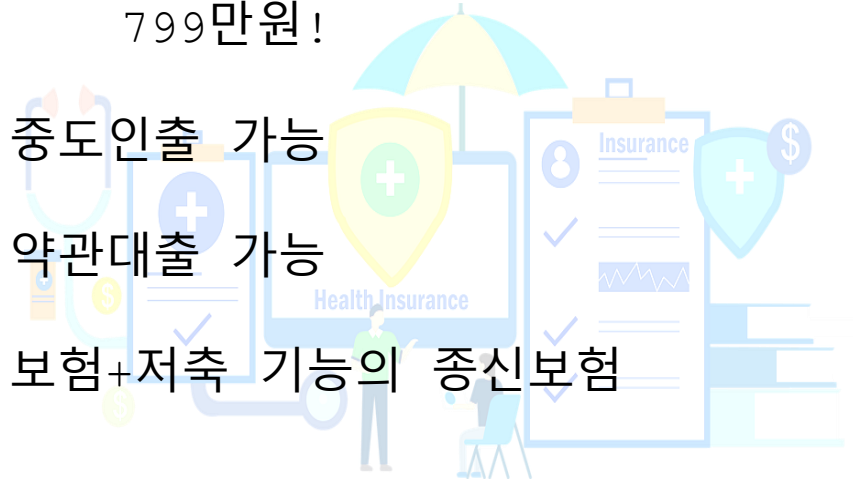 799만원!
중도인출 가능
약관대출 가능
보험+저축 기능의 종신보험
Insurance
$
Health Insurance
$
$